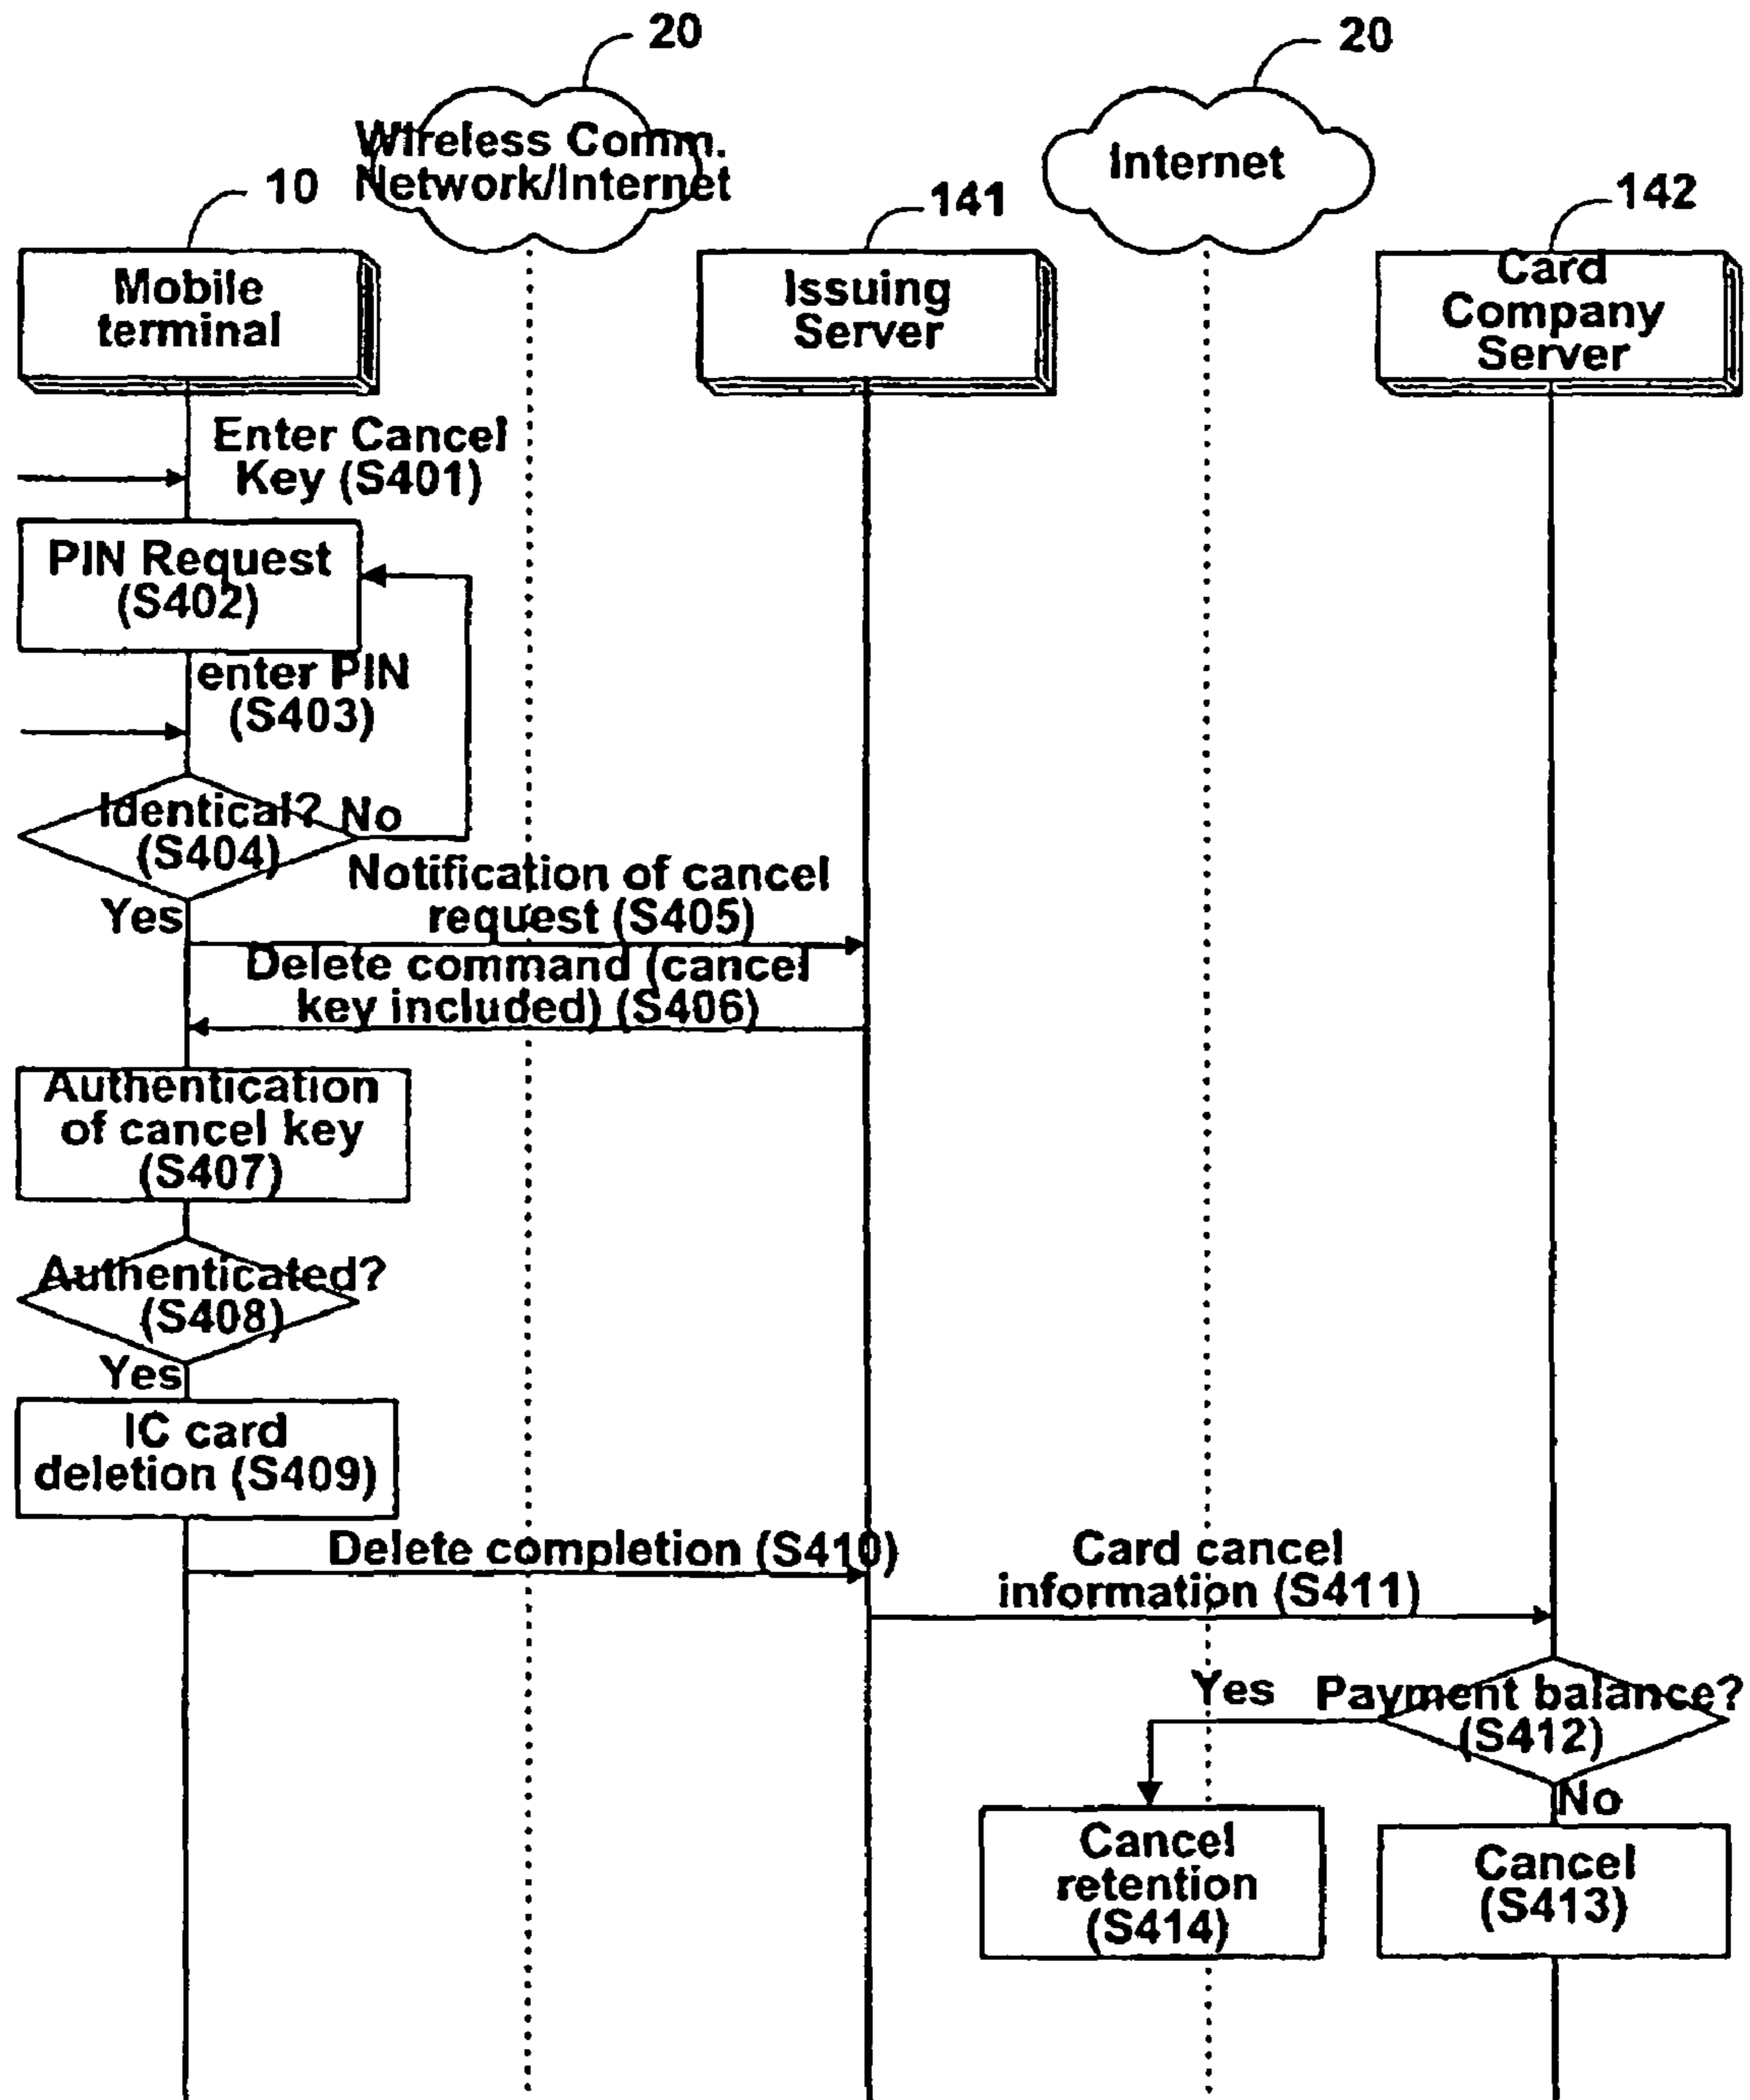 20
20
Wireless Comm.
Network/Internet
Internet
10
141
142
Mobile
terminal
Issuing
Server
Card
Company
Server
Enter Cancel
Key (S401)
PIN Request
(S402)
enter PIN
(S403)
Identical?
(S404)
No
Yes
Notification of cancel
request (S405)
Delete command (cancel
key included) (S406)
Authentication
of cancel key
(S407)
Authenticated?
(S408)
Yes
IC card
deletion (S409)
Delete completion (S410)
Card cancel
information (S411)
Yes
Payment balance?
(S412)
No
Cancel
retention
(S414)
Cancel
(S413)